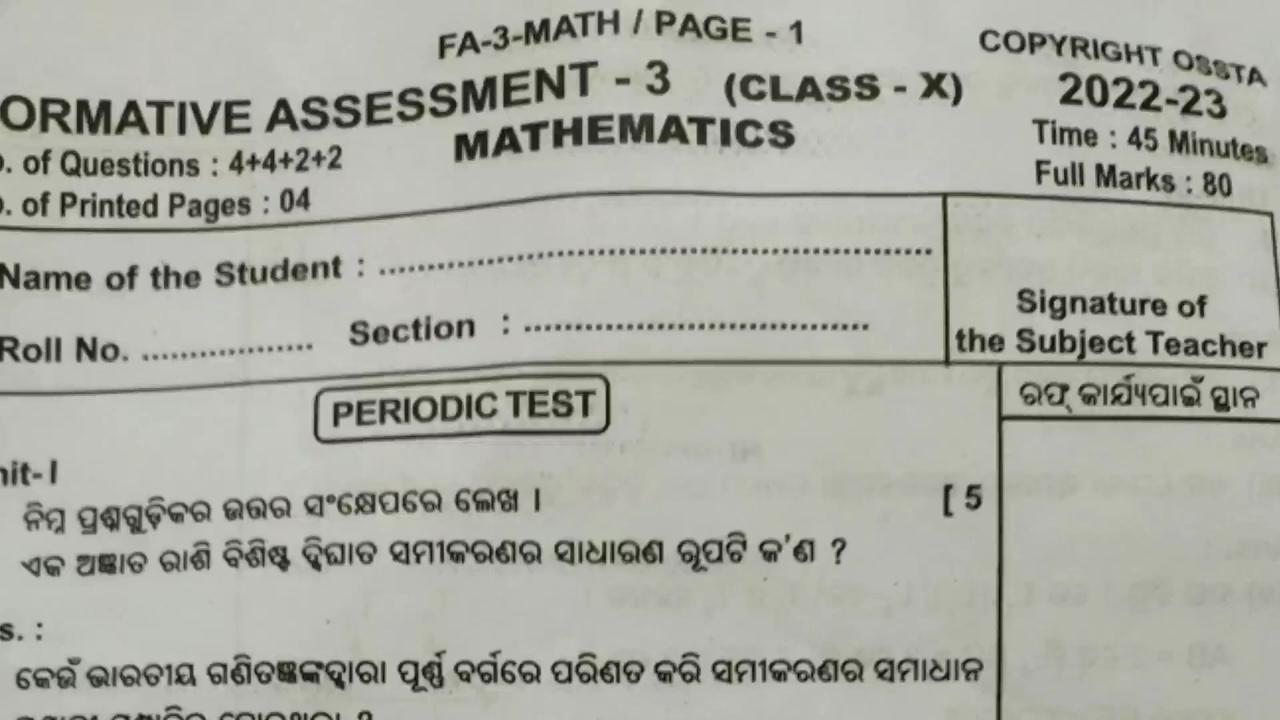 FA-3-MATH / PAGE - 1
COPYRIGHT OSSTA
ORMATIVE ASSESSMENT - 3 (CLASS - X)
2022-23
MATHEMATICS
Time : 45 Minutes
. of Questions : 4+4+2+2
Full Marks : 80
. of Printed Pages : 04
Name of the Student :
Signature of
the Subject Teacher
Roll No. Section :
PERIODIC TEST
ରଫ୍ କାର୍ଯ୍ୟପାଇଁ ସ୍ଥାନ
nit-I
ନିମ୍ନ ପ୍ରଶ୍ନଗୁଡ଼ିକର ଉତ୍ତର ସଂକ୍ଷେପରେ ଲେଖ । [ 5
ଏକ ଅଜ୍ଞାତ ରାଶି ବିଶିଷ୍ଟ ଦ୍ବିଘାତ ସମୀକରଣର ସାଧାରଣ ରୂପଟି କ'ଣ ?
s. :
କେଉଁ ଭାରତୀୟ ଗଣିତଜ୍ଞଙ୍କଦ୍ୱାରା ପୂର୍ଣ୍ଣ ବର୍ଗରେ ପରିଣତ କରି ସମୀକରଣର ସମାଧାନ